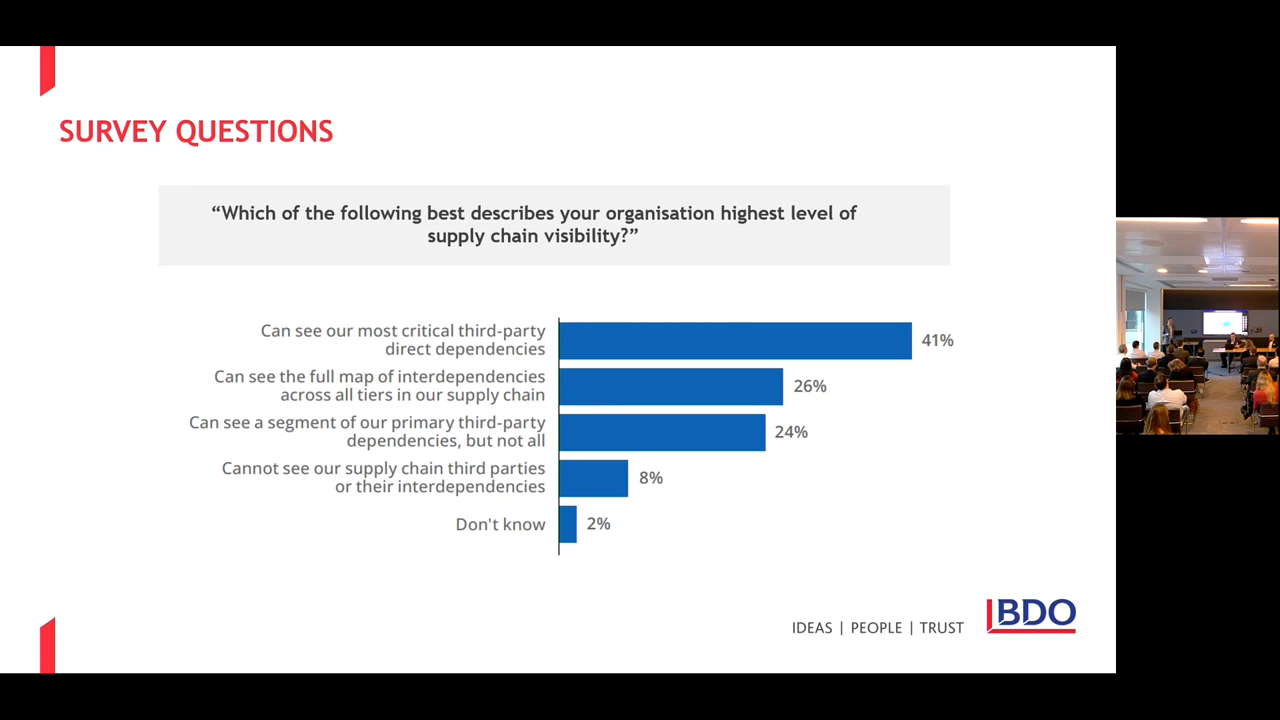 SURVEY QUESTIONS
“Which of the following best describes your organisation highest level of
supply chain visibility?”
Can see our most critical third-party
direct dependencies
41%
Can see the full map of interdependencies
across all tiers in our supply chain
26%
Can see a segment of our primary third-party
dependencies, but not all
24%
Cannot see our supply chain third parties
or their interdependencies
8%
Don't know
2%
IDEAS | PEOPLE | TRUST
BDO